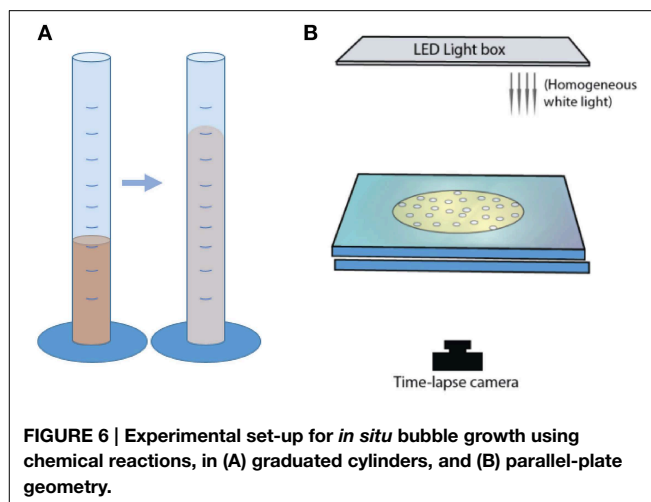 A
B
LED Light box
(Homogeneous
white light)
Time-lapse camera
FIGURE 6 | Experimental set-up for in situ bubble growth using
chemical reactions, in (A) graduated cylinders, and (B) parallel-plate
geometry.